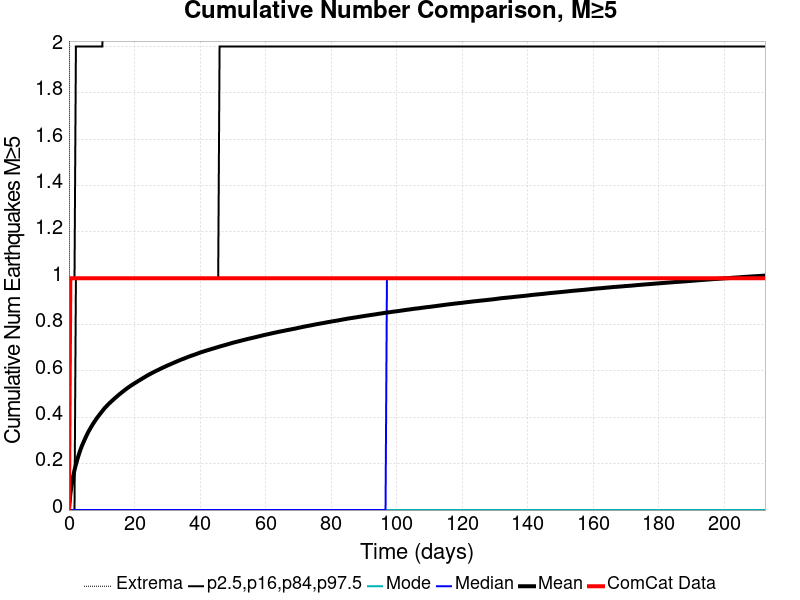 Cumulative Number Comparison, M≥5
Cumulative Num Earthquakes M≥5
2
1.8
1.6
1.4
1.2
1
0.8
0.6
0.4
0.2
0
0 20 40 60 80 100 120 140 160 180 200
Time (days)
Extrema p2.5,p16,p84,p97.5 Mode Median Mean ComCat Data